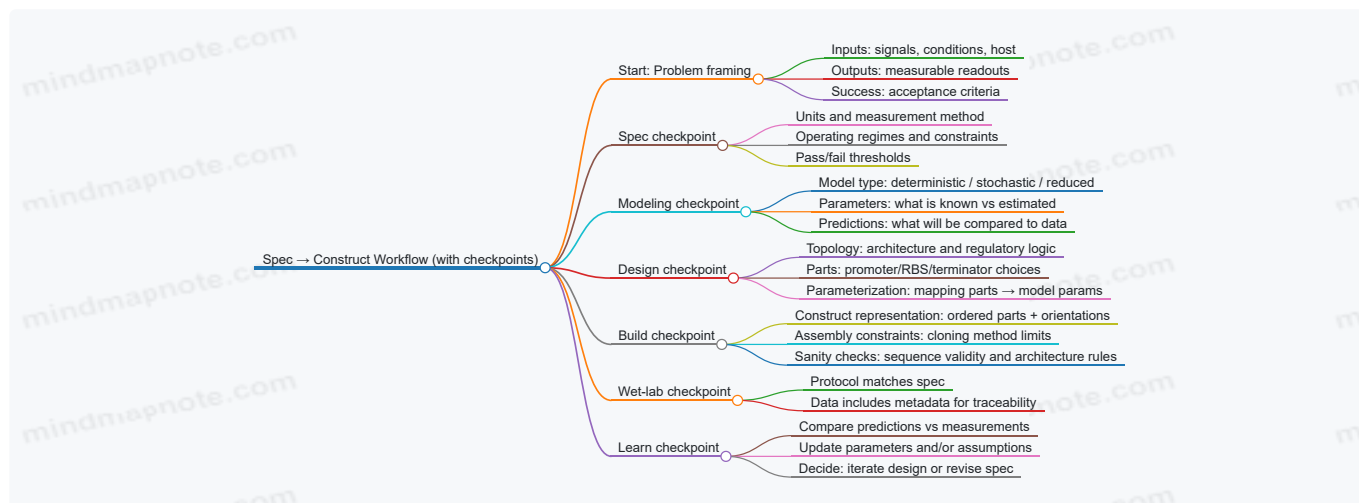 mindmapnote.com
mindmapnote.com
mindmapnote.com
mindmapnote.com
Spec → Construct Workflow (with checkpoints)
Start: Problem framing
Inputs: signals, conditions, host
Outputs: measurable readouts
Success: acceptance criteria
Spec checkpoint
Units and measurement method
Operating regimes and constraints
Pass/fail thresholds
Modeling checkpoint
Model type: deterministic / stochastic / reduced
Parameters: what is known vs estimated
Predictions: what will be compared to data
Design checkpoint
Topology: architecture and regulatory logic
Parts: promoter/RBS/terminator choices
Parameterization: mapping parts → model params
Build checkpoint
Construct representation: ordered parts + orientations
Assembly constraints: cloning method limits
Sanity checks: sequence validity and architecture rules
Wet-lab checkpoint
Protocol matches spec
Data includes metadata for traceability
Learn checkpoint
Compare predictions vs measurements
Update parameters and/or assumptions
Decide: iterate design or revise spec